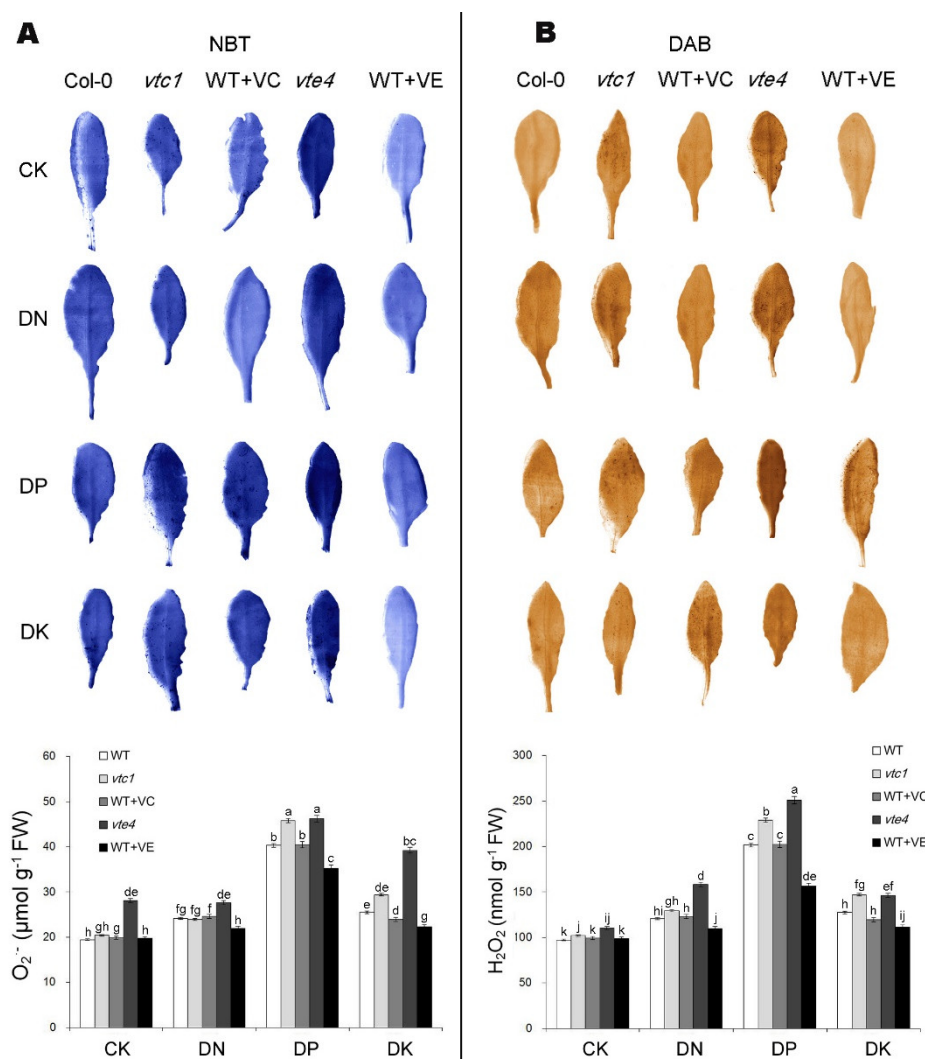 A
NBT
Col-0 vtc1 WT+VC vte4 WT+VE
CK
DN
DP
DK
60
50
40
30
20
10
0
O₂·⁻ (µmol g⁻¹ FW)
WT
vtc1
WT+VC
vte4
WT+VE
h gh g de h
fg fg f de h
b a b a c
e de d bc g
CK DN DP DK
B
DAB
Col-0 vtc1 WT+VC vte4 WT+VE
300
250
200
150
100
50
0
H₂O₂ (nmol g⁻¹ FW)
WT
vtc1
WT+VC
vte4
WT+VE
k j k ij k
hi gh h d j
c b c a de
h fg h ef ij
CK DN DP DK